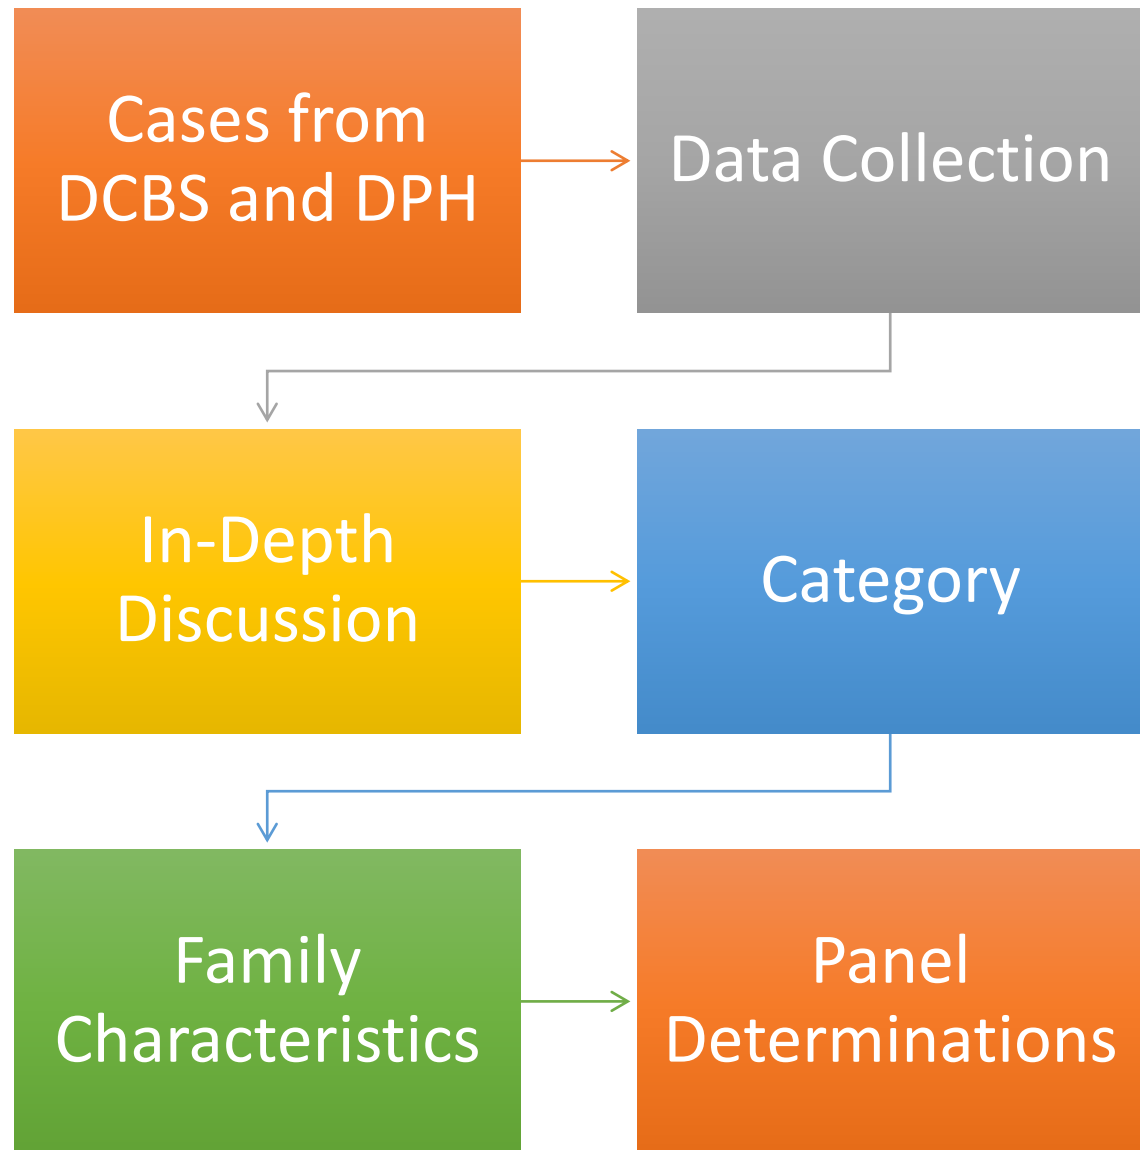 Cases from
DCBS and DPH
Data Collection
In-Depth
Discussion
Category
Family
Characteristics
Panel
Determinations